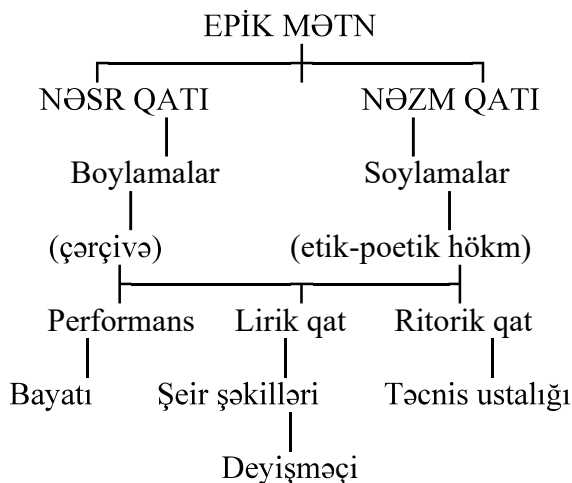 EPİK MƏTN
NƏSR QATI NƏZM QATI
Boylamalar Soylamalar
(çərçivə) (etik-poetik hökm)
Performans Lirik qat Ritorik qat
Bayatı Şeir şəkilləri Təcnis ustalığı
Deyişməçi